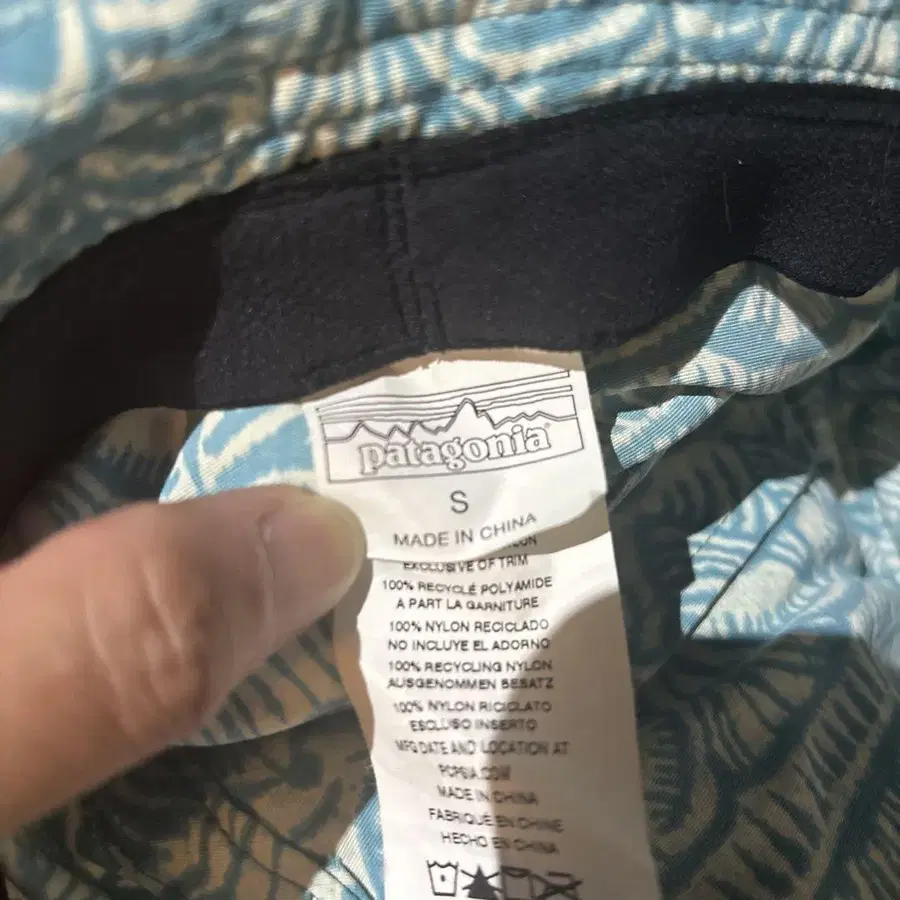 patagonia®
S
MADE IN CHINA
EXCLUSIVE OF TRIM
100% RECYCLÉ POLYAMIDE
A PART LA GARNITURE
100% NYLON RECICLADO
NO INCLUYE EL ADORNO
100% RECYCLING NYLON
AUSGENOMMEN BESATZ
100% NYLON RICICLATO
ESCLUSO INSERTO
MFG DATE AND LOCATION AT
PCPSIA.COM
MADE IN CHINA
FABRIQUE EN CHINE
HECHO EN CHINA